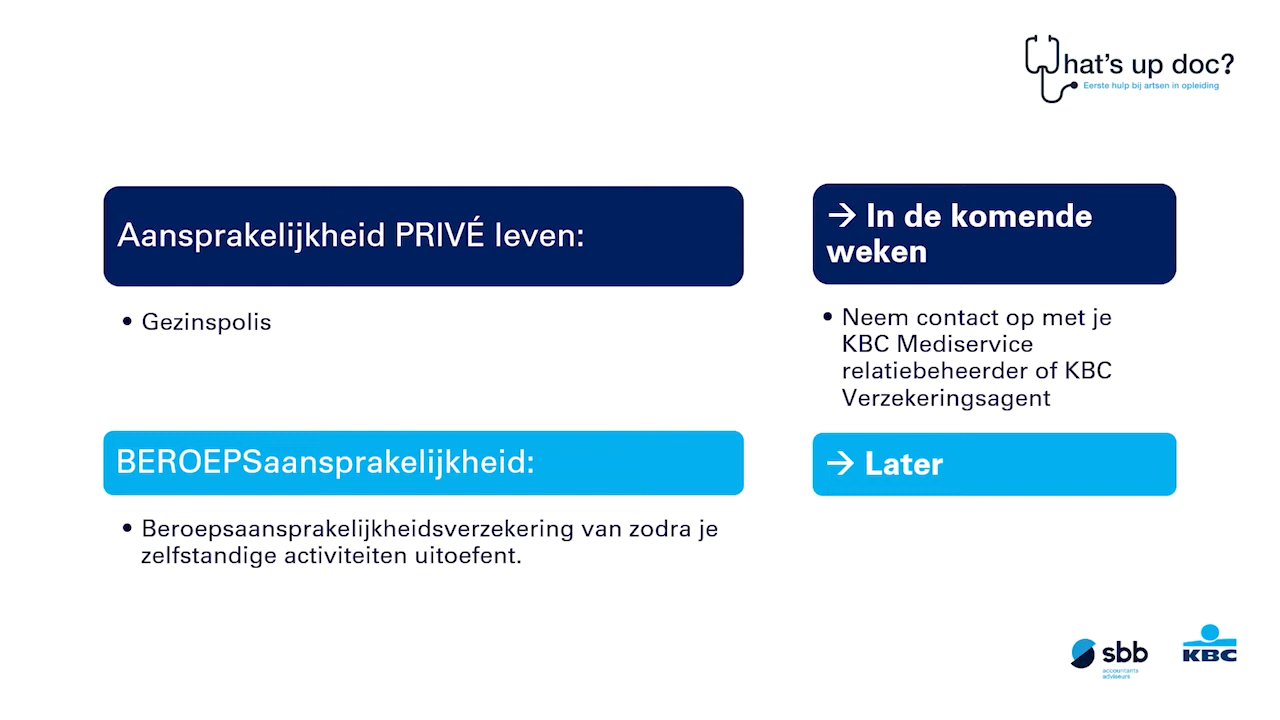 What's up doc?
Eerste hulp bij artsen in opleiding
Aansprakelijkheid PRIVÉ leven:
• Gezinspolis
→ In de komende
weken
• Neem contact op met je
KBC Mediservice
relatiebeheerder of KBC
Verzekeringsagent
BEROEPSaansprakelijkheid:
• Beroepsaansprakelijkheidsverzekering van zodra je
zelfstandige activiteiten uitoefent.
→ Later
sbb
accountants
adviseurs
KBC